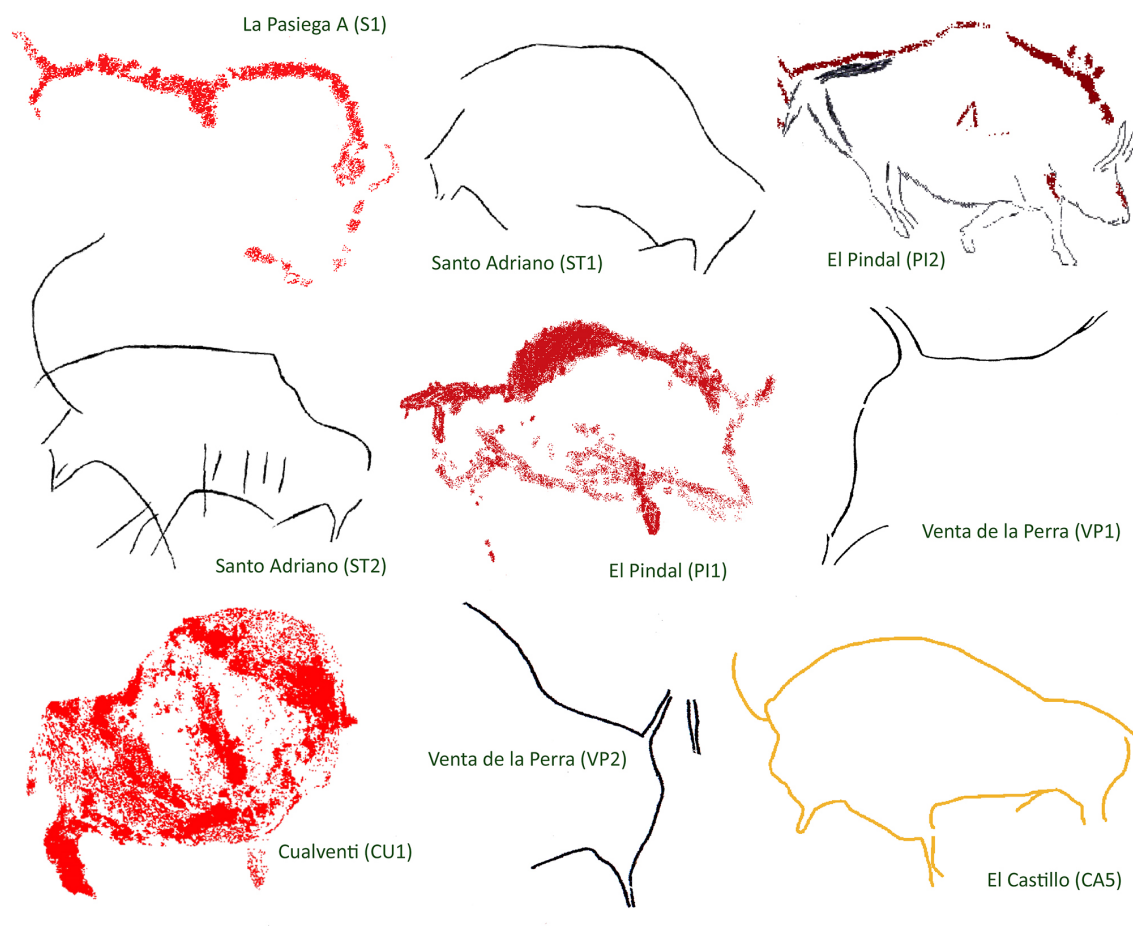 La Pasiega A (S1)
Santo Adriano (ST1)
El Pindal (PI2)
Santo Adriano (ST2)
El Pindal (PI1)
Venta de la Perra (VP1)
Cualventi (CU1)
Venta de la Perra (VP2)
El Castillo (CA5)